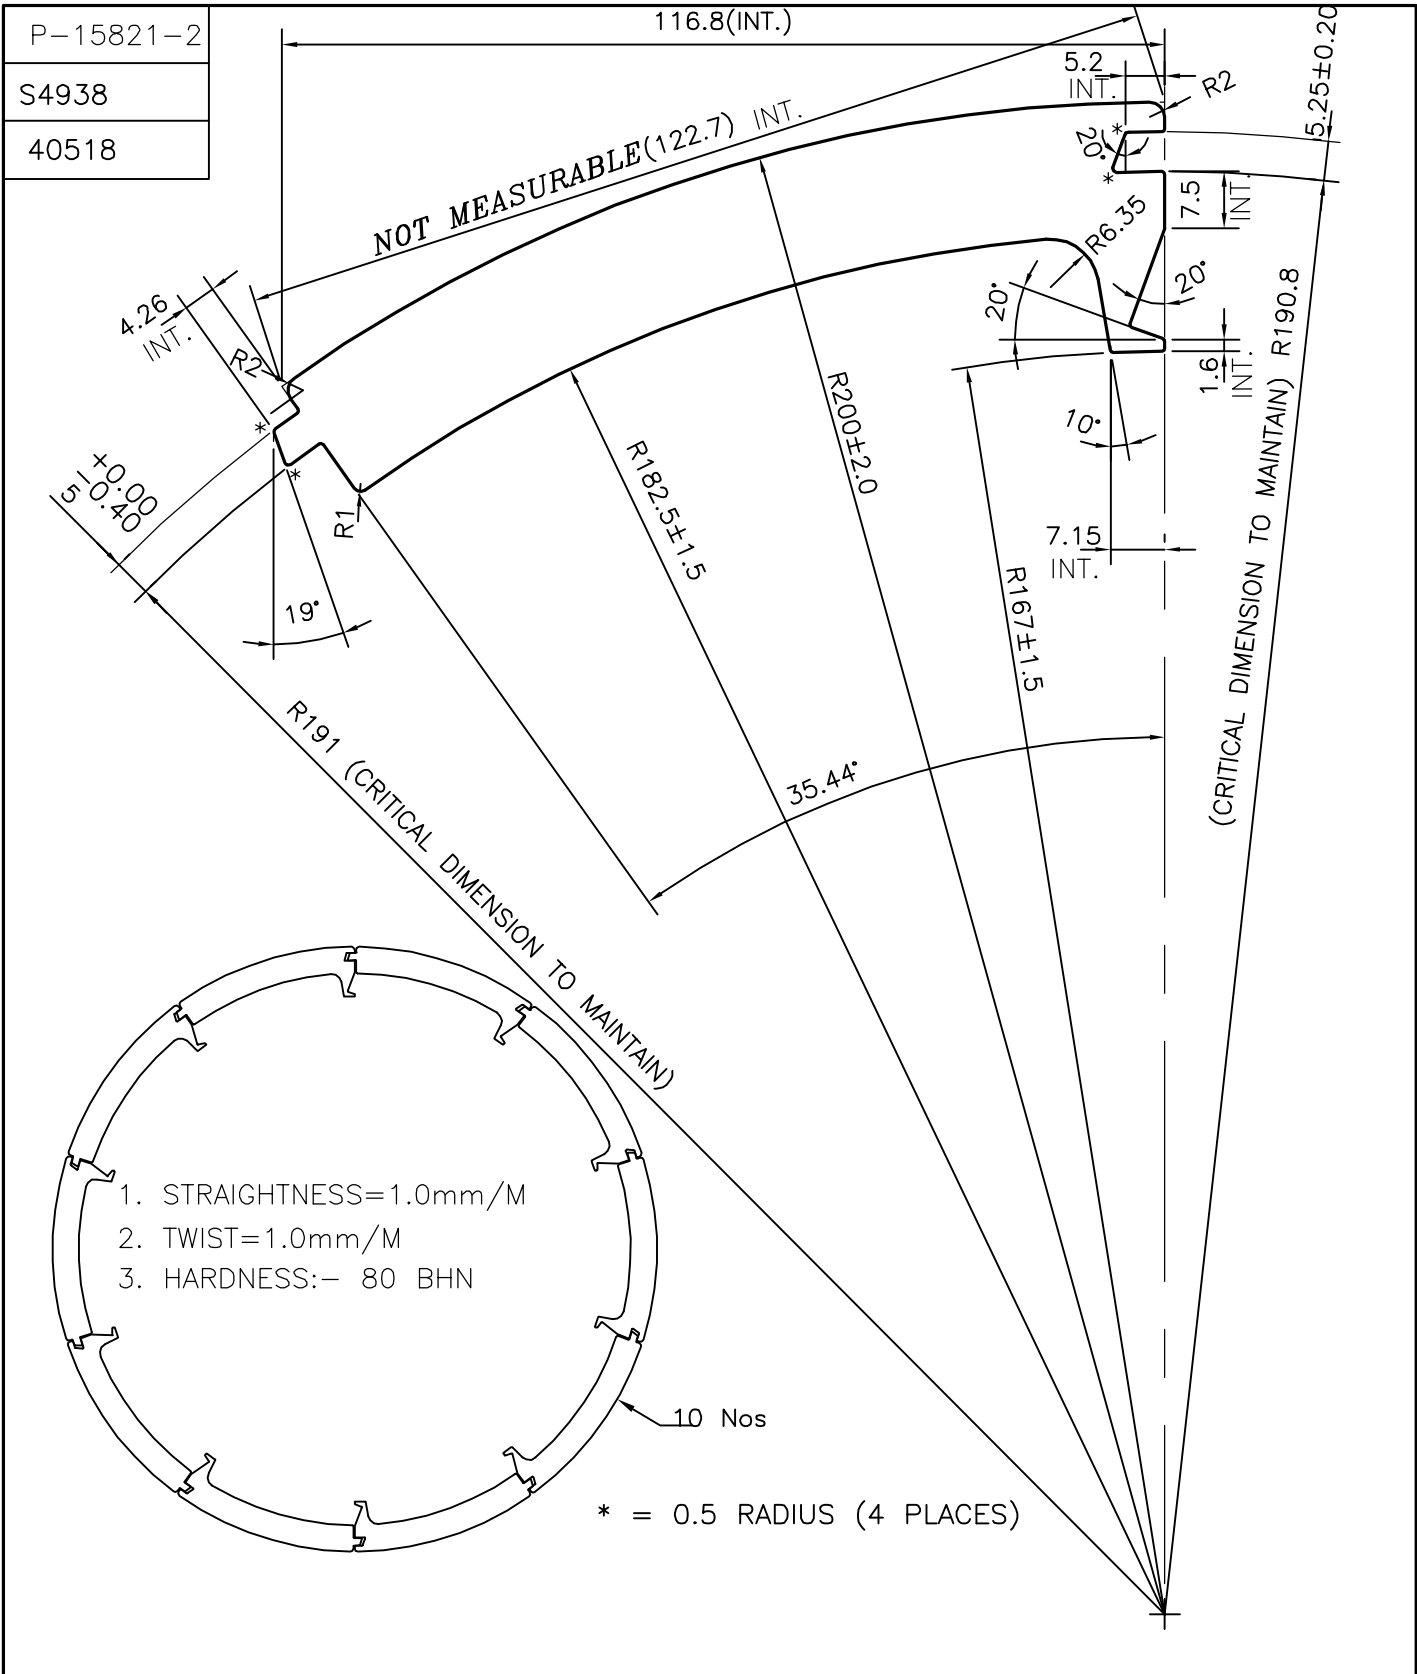 P-15821-2
S4938
40518
116.8(INT.)
NOT MEASURABLE(122.7) INT.
5.2
INT.
R2
5.25±0.20
20°
*
*
7.5
INT.
R6.35
20°
20°
1.6
INT.
10°
7.15
INT.
4.26
INT.
R2
*
*
R1
5 +0.00
-0.40
19°
R182.5±1.5
R200±2.0
R167±1.5
35.44°
R191 (CRITICAL DIMENSION TO MAINTAIN)
(CRITICAL DIMENSION TO MAINTAIN) R190.8
1. STRAIGHTNESS=1.0mm/M
2. TWIST=1.0mm/M
3. HARDNESS:- 80 BHN
10 Nos
* = 0.5 RADIUS (4 PLACES)